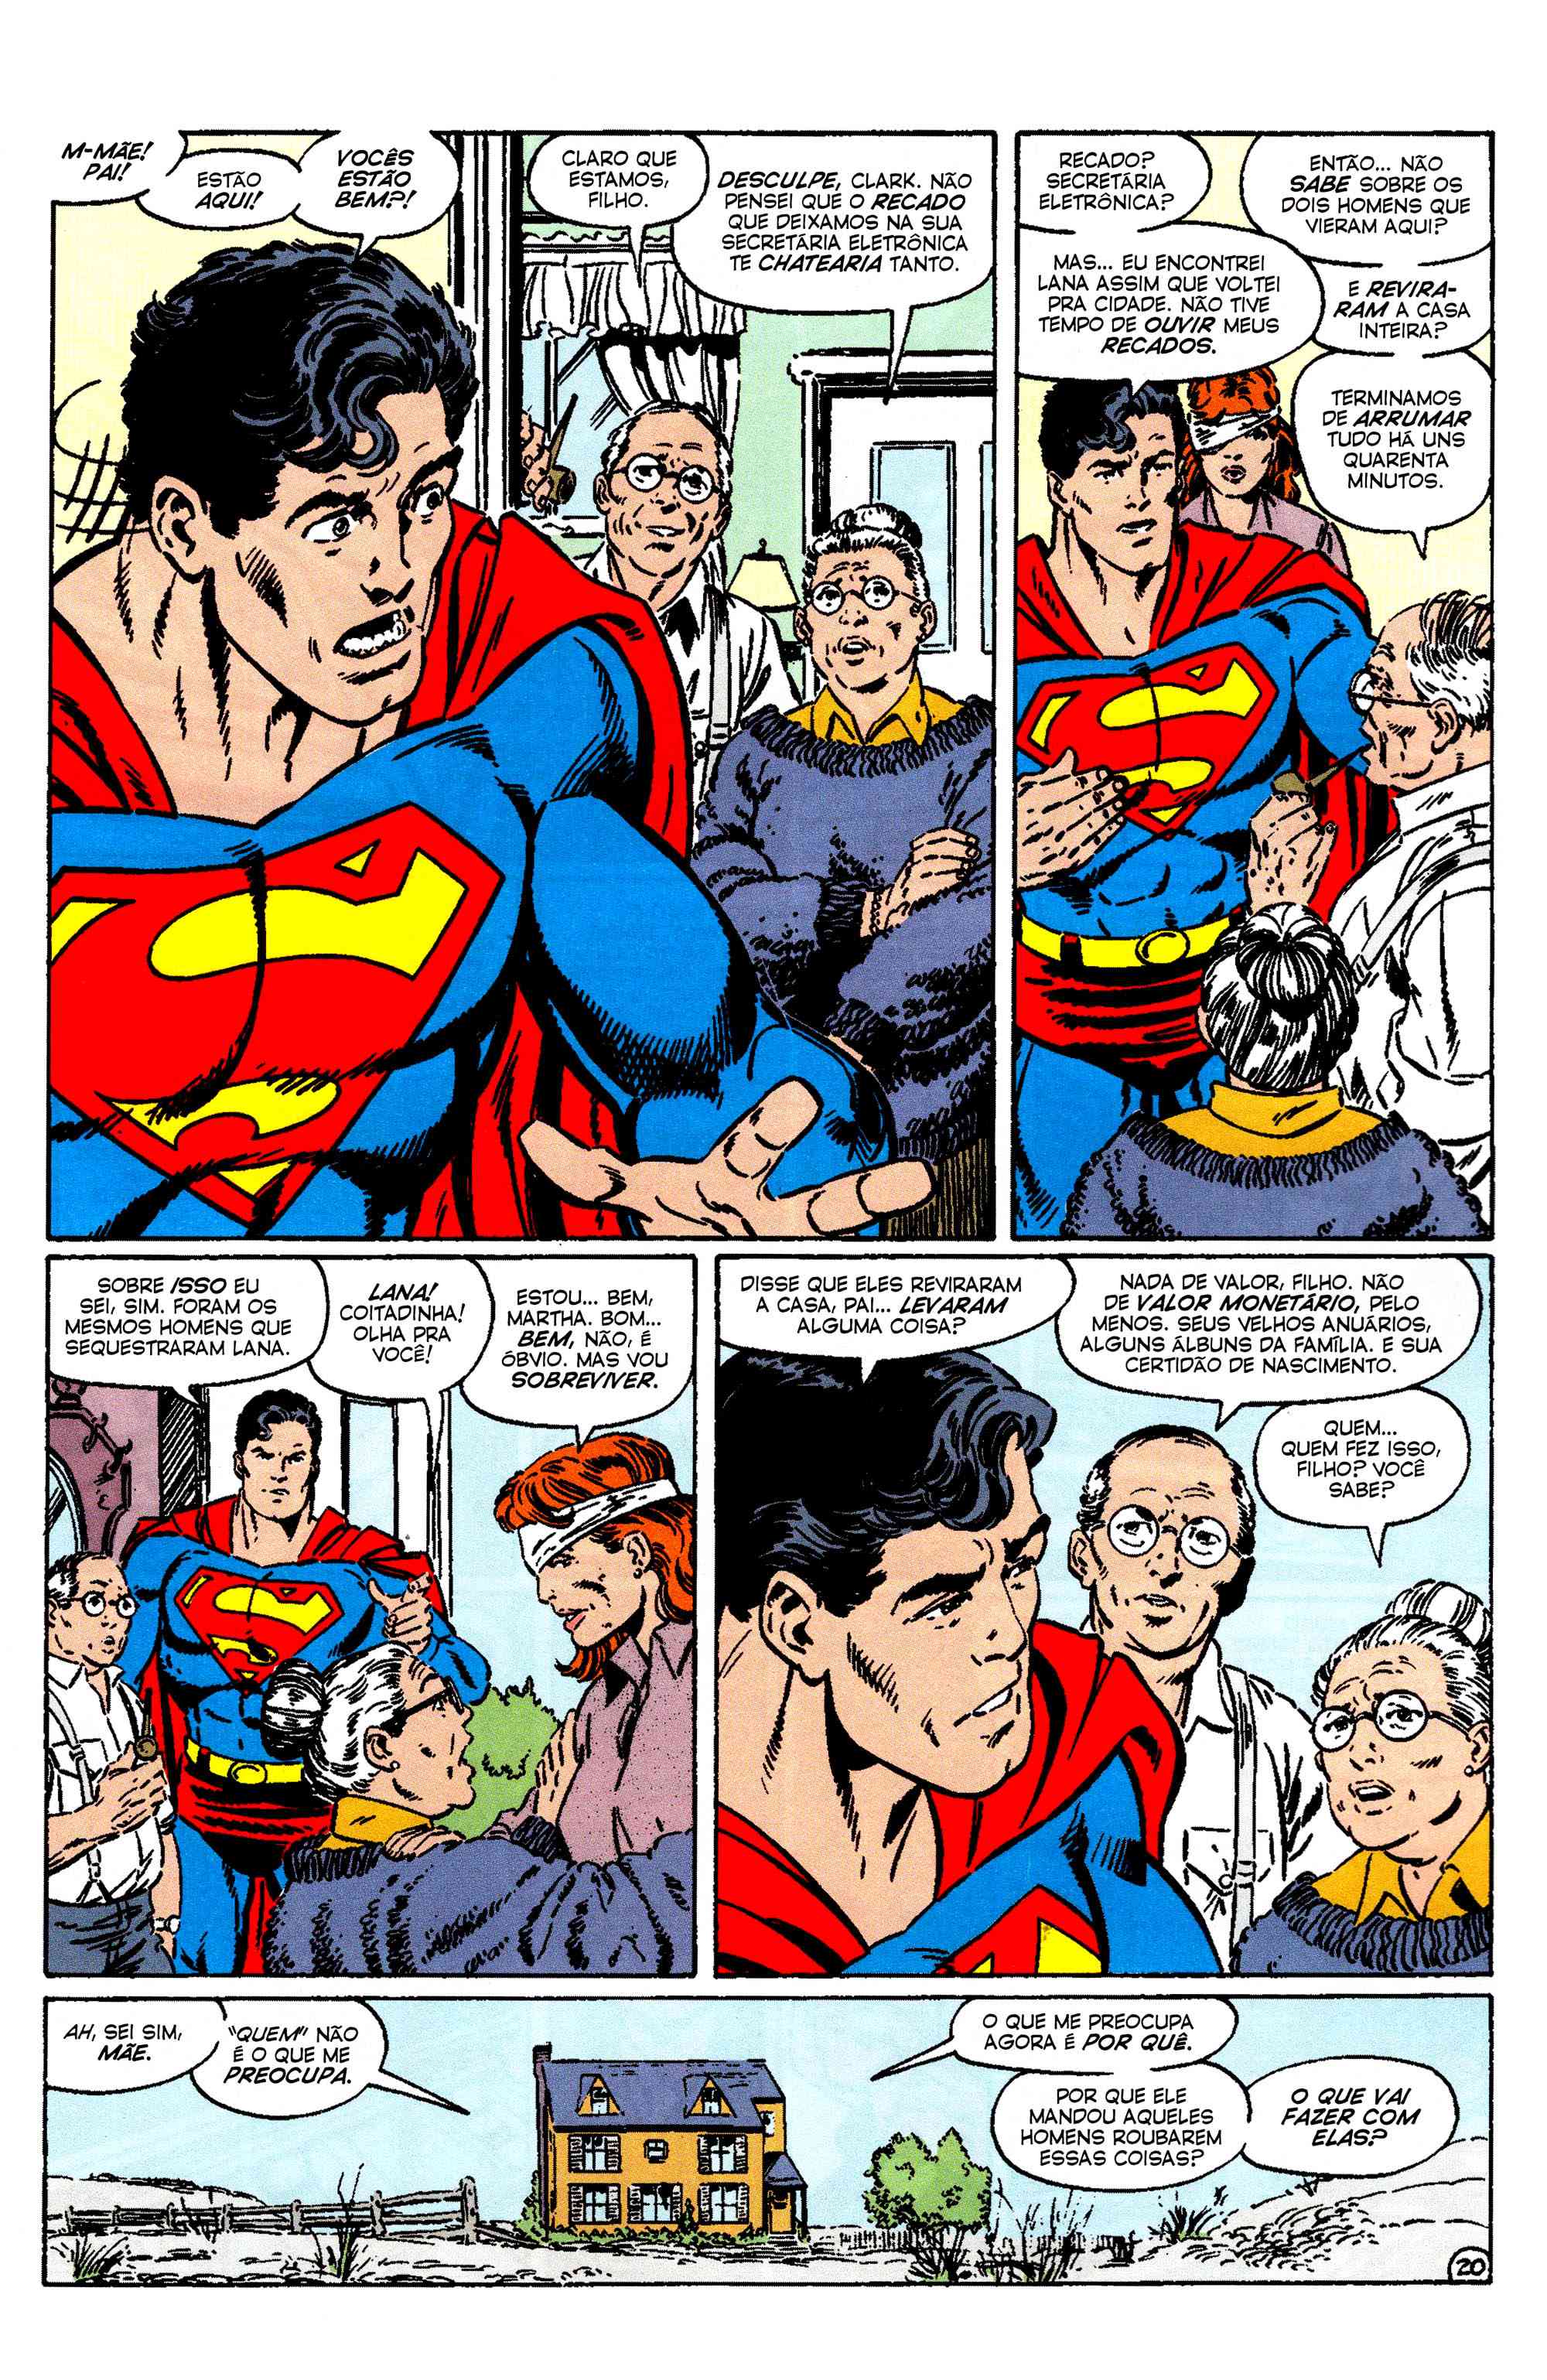 M-MÃE!
PAI!
ESTÃO
AQUI!
VOCÊS
ESTÃO
BEM?!
CLARO QUE
ESTAMOS,
FILHO.
DESCULPE, CLARK. NÃO
PENSEI QUE O RECADO
QUE DEIXAMOS NA SUA
SECRETÁRIA ELETRÔNICA
TE CHATEARIA TANTO.
RECADO?
SECRETÁRIA
ELETRÔNICA?
MAS... EU ENCONTREI
LANA ASSIM QUE VOLTEI
PRA CIDADE. NÃO TIVE
TEMPO DE OUVIR MEUS
RECADOS.
ENTÃO... NÃO
SABE SOBRE OS
DOIS HOMENS QUE
VIERAM AQUI?
E REVIRA-
RAM A CASA
INTEIRA?
TERMINAMOS
DE ARRUMAR
TUDO HÁ UNS
QUARENTA
MINUTOS.
SOBRE ISSO EU
SEI, SIM. FORAM OS
MESMOS HOMENS QUE
SEQUESTRARAM LANA.
LANA!
COITADINHA!
OLHA PRA
VOCÊ!
ESTOU... BEM,
MARTHA. BOM...
BEM, NÃO, É
ÓBVIO. MAS VOU
SOBREVIVER.
DISSE QUE ELES REVIRARAM
A CASA, PAI... LEVARAM
ALGUMA COISA?
NADA DE VALOR, FILHO. NÃO
DE VALOR MONETÁRIO, PELO
MENOS. SEUS VELHOS ANUÁRIOS,
ALGUNS ÁLBUNS DA FAMÍLIA. E SUA
CERTIDÃO DE NASCIMENTO.
QUEM...
QUEM FEZ ISSO,
FILHO? VOCÊ
SABE?
AH, SEI SIM,
MÃE.
"QUEM" NÃO
É O QUE ME
PREOCUPA.
O QUE ME PREOCUPA
AGORA É POR QUÊ.
POR QUE ELE
MANDOU AQUELES
HOMENS ROUBAREM
ESSAS COISAS?
O QUE VAI
FAZER COM
ELAS?
20